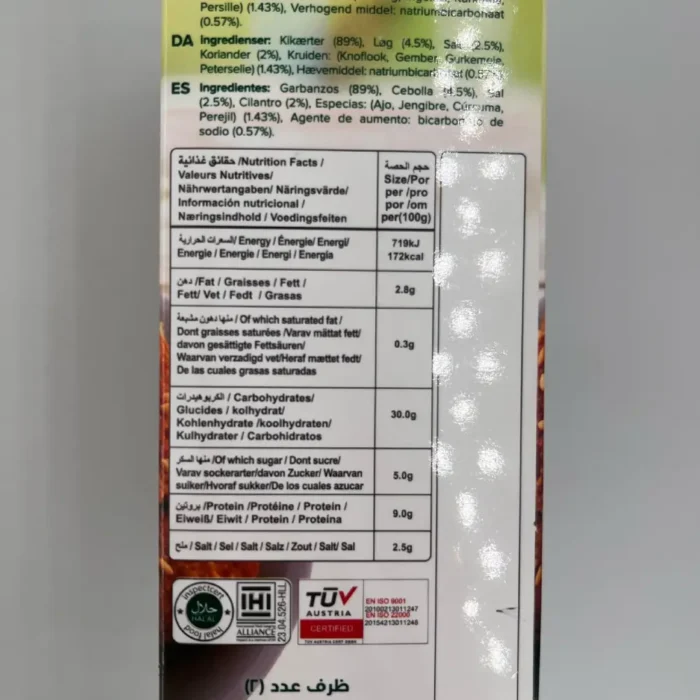 Persille) (1.43%), Verhogend middel: natriumbicarbonaat
(0.57%).
DA Ingredienser: Kikærter (89%), Løg (4.5%), Salt (2.5%),
Koriander (2%), Kruiden: (Knoflook, Gember, Gurkemeje,
Peterselie) (1.43%), Hævemiddel: natriumbicarbonat (0.57%).
ES Ingredientes: Garbanzos (89%), Cebolla (4.5%), Sal
(2.5%), Cilantro (2%), Especias: (Ajo, Jengibre, Cúrcuma,
Perejil) (1.43%), Agente de aumento: bicarbonato de
sodio (0.57%).
حقائق غذائية /Nutrition Facts /
Valeurs Nutritives/
Nährwertangaben/ Näringsvärde/
Información nutricional /
Næringsindhold / Voedingsfeiten
حجم الحصة
Size/Por
per /pro
por /om
per(100g)
السعرات الحرارية/ Energy / Énergie/ Energi/
Energie / Energie / Energi / Energía
719kJ
172kcal
دهن /Fat / Graisses / Fett /
Fett/ Vet / Fedt / Grasas
2.8g
منها دهون مشبعة / Of which saturated fat /
Dont graisses saturées /Varav mättat fett/
davon gesättigte Fettsäuren/
Waarvan verzadigd vet/Heraf mættet fedt/
De las cuales grasas saturadas
0.3g
الكربوهيدرات / Carbohydrates/
Glucides / kolhydrat/
Kohlenhydrate /koolhydraten/
Kulhydrater / Carbohidratos
30.0g
منها السكر /Of which sugar / Dont sucre/
Varav sockerarter/davon Zucker/ Waarvan
suiker/Hvoraf sukker/De los cuales azucar
5.0g
بروتين /Protein /Protéine / Protein /
Eiweiß/ Eiwit / Protein / Proteina
9.0g
ملح / Salt / Sel / Salt / Salz / Zout / Salt/ Sal
2.5g
inspectcert
حلال
HALAL
halal food
IHI
ALLIANCE
23.04.526-HLL
TÜV
AUSTRIA
CERTIFIED
EN ISO 9001
20100213011247
EN ISO 22000
20154213011248
ظرف عدد (٢)